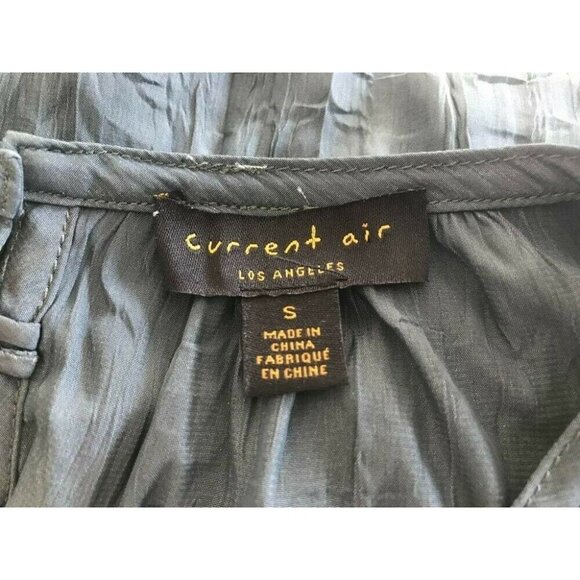 current air
LOS ANGELES
S
MADE IN
CHINA
FABRIQUÉ
EN CHINE